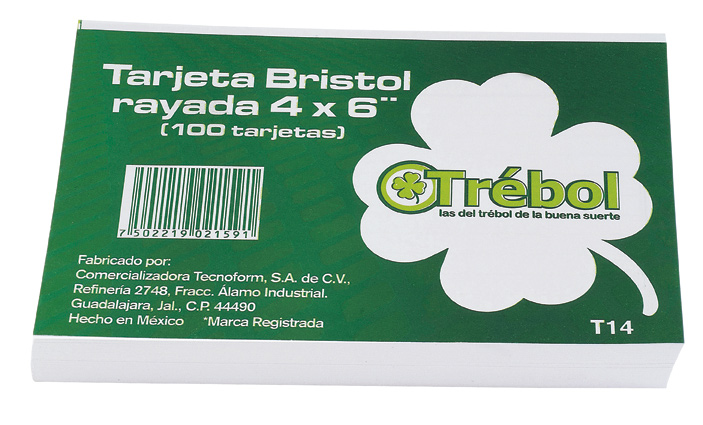 Tarjeta Bristol
rayada 4 x 6¨
(100 tarjetas)
Trébol
las del trébol de la buena suerte
7 502219 021591
Fabricado por:
Comercializadora Tecnoform, S.A. de C.V.,
Refinería 2748, Fracc. Álamo Industrial.
Guadalajara, Jal., C.P. 44490
Hecho en México *Marca Registrada
T14